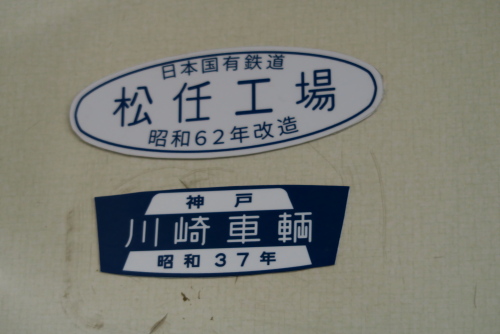 日本国有鉄道
松任工場
昭和62年改造
神戸
川崎車輌
昭和37年